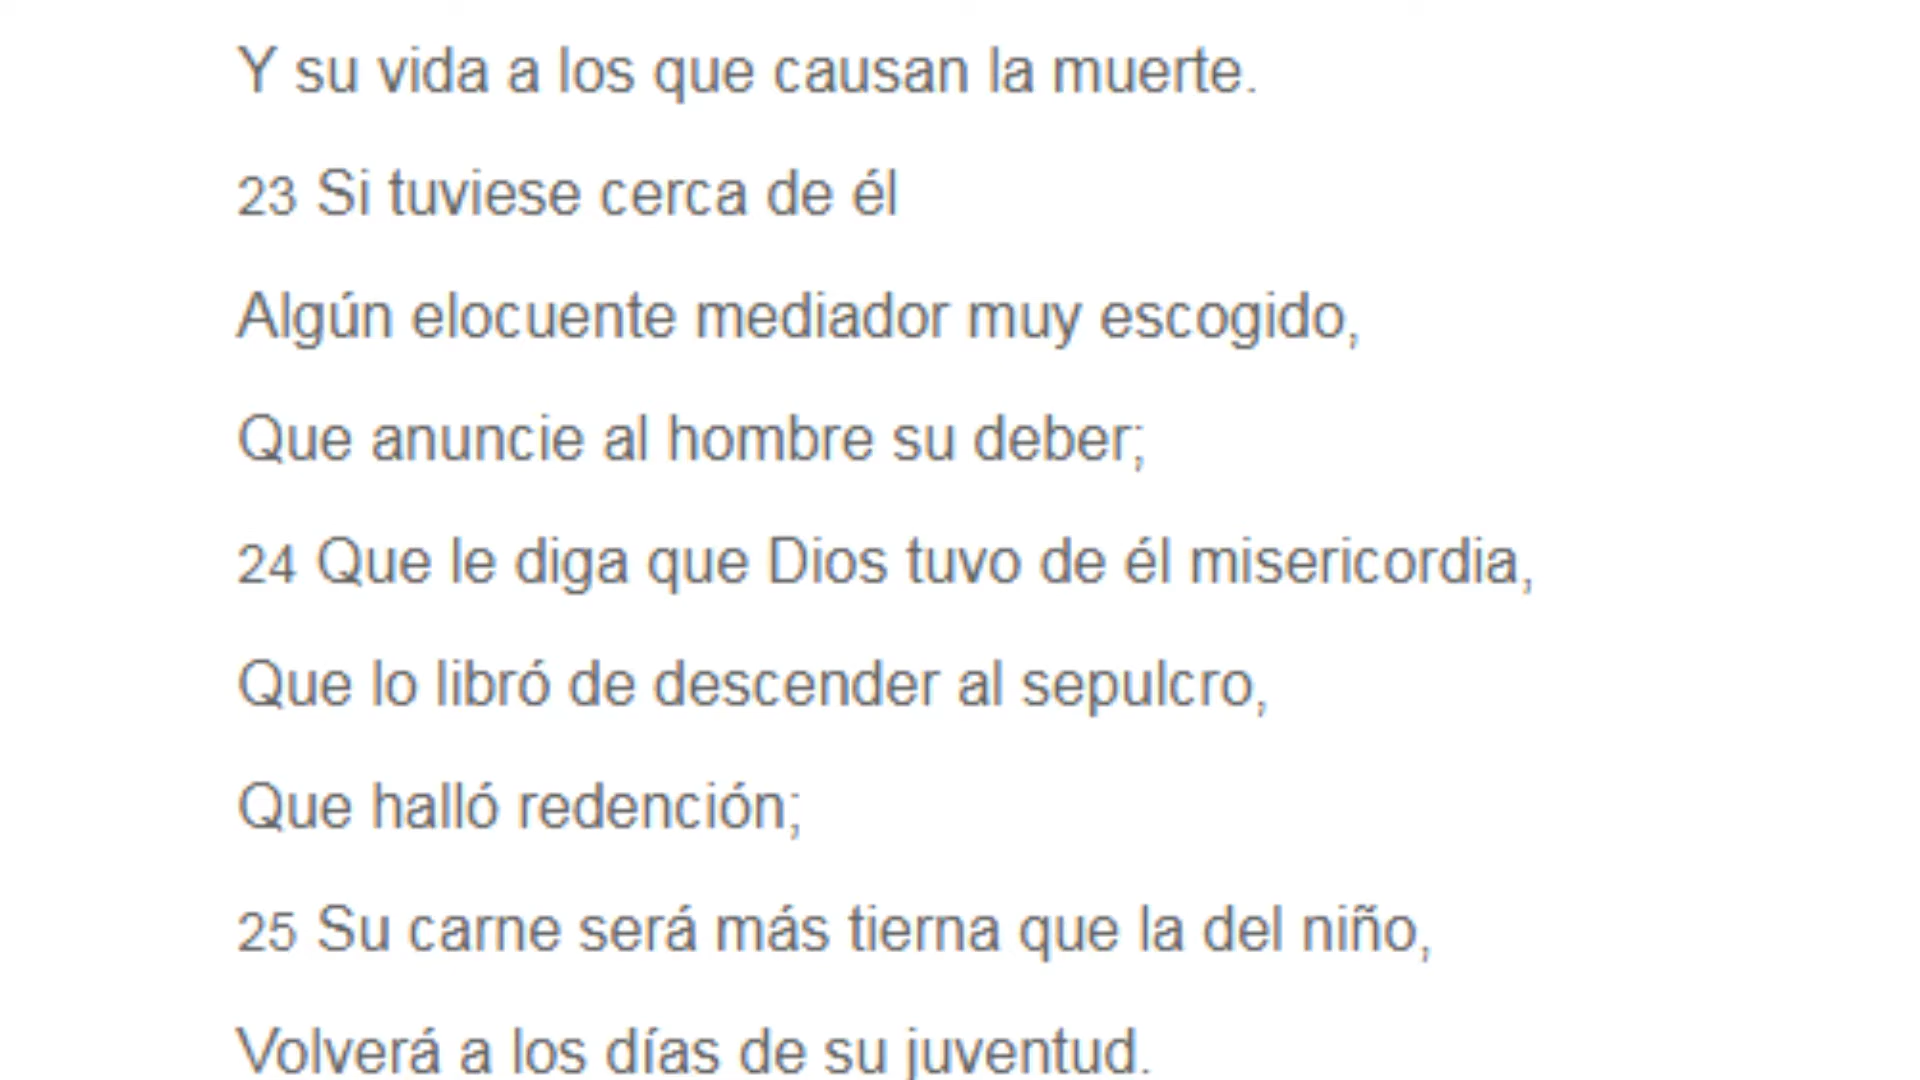 Y su vida a los que causan la muerte.
23 Si tuviese cerca de él
Algún elocuente mediador muy escogido,
Que anuncie al hombre su deber;
24 Que le diga que Dios tuvo de él misericordia,
Que lo libró de descender al sepulcro,
Que halló redención;
25 Su carne será más tierna que la del niño,
Volverá a los días de su juventud.